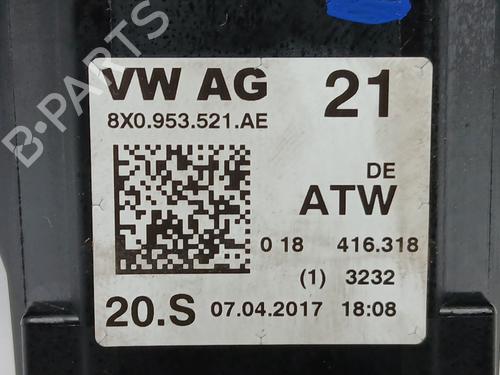 B-PARTS
VW AG 21
8X0.953.521.AE
DE
ATW
0 18 416.318
(1) 3232
20.S 07.04.2017 18:08
B-PARTS